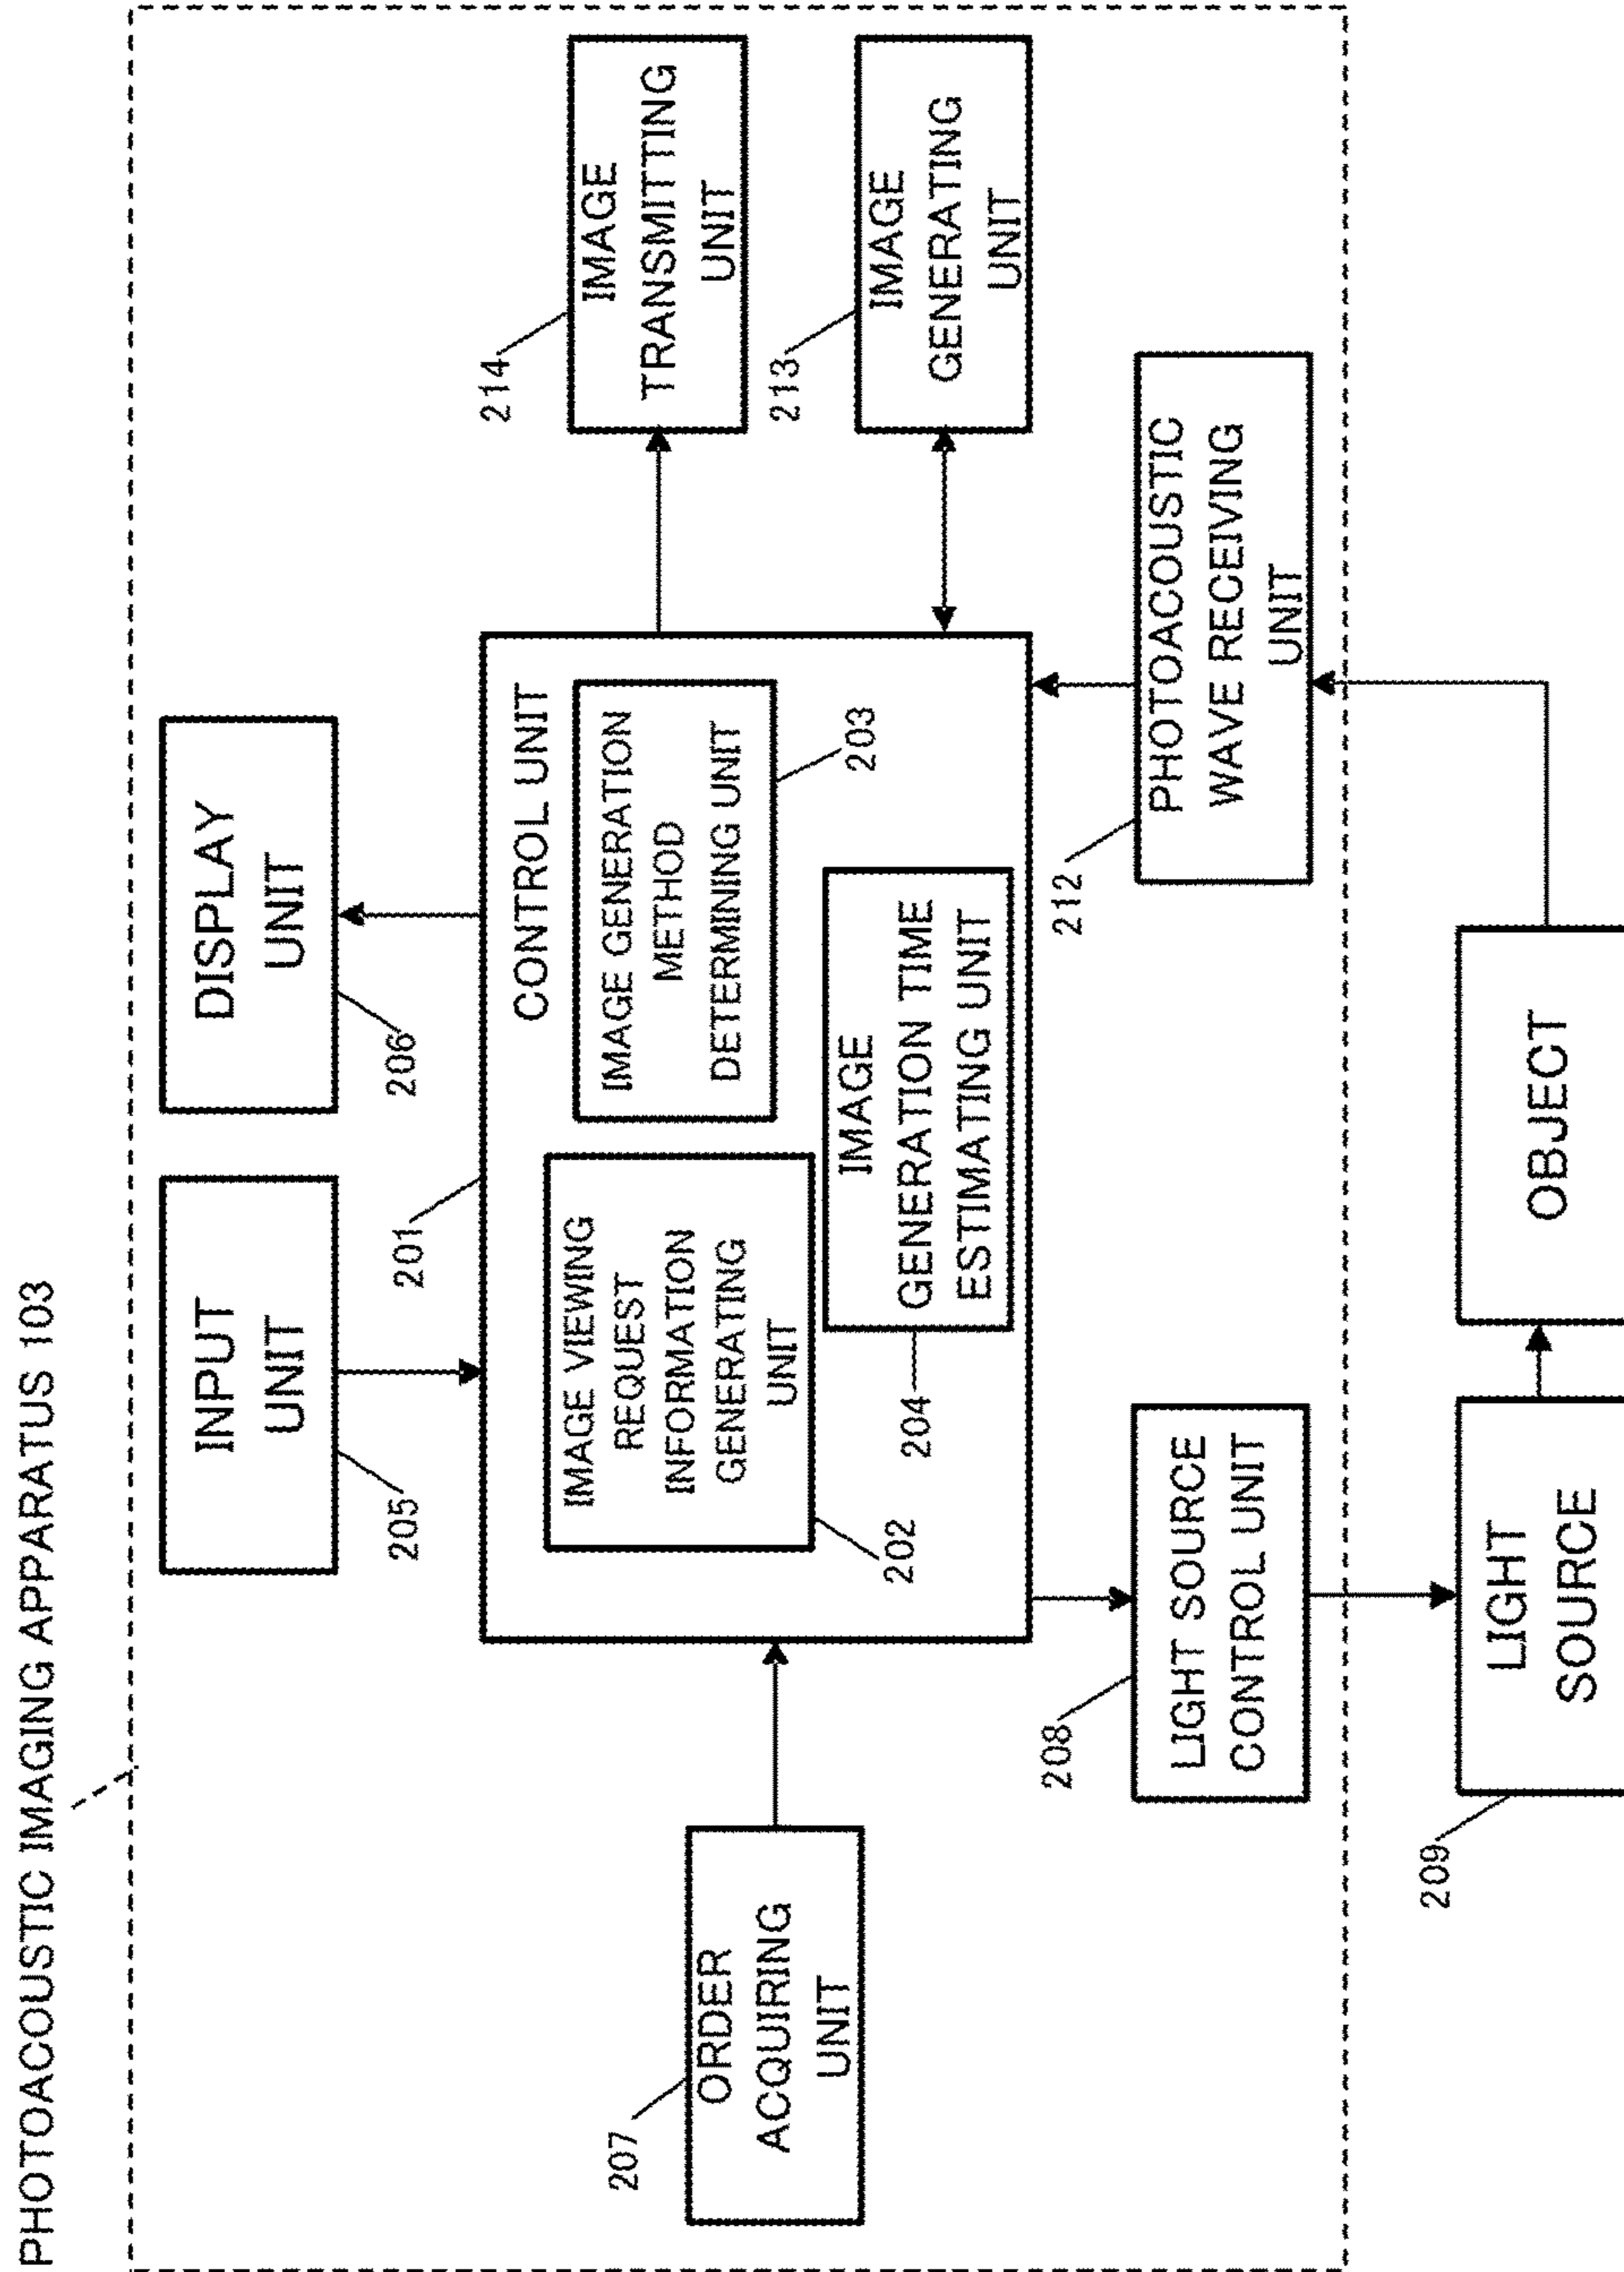 PHOTOACOUSTIC IMAGING APPARATUS 103
INPUT
UNIT
205
DISPLAY
UNIT
206
201
CONTROL UNIT
IMAGE VIEWING
REQUEST
INFORMATION
GENERATING
UNIT
202
IMAGE GENERATION
METHOD
DETERMINING UNIT
203
IMAGE
GENERATION TIME
ESTIMATING UNIT
204
207
ORDER
ACQUIRING
UNIT
214
IMAGE
TRANSMITTING
UNIT
213
IMAGE
GENERATING
UNIT
208
LIGHT SOURCE
CONTROL UNIT
212
PHOTOACOUSTIC
WAVE RECEIVING
UNIT
209
LIGHT
SOURCE
OBJECT